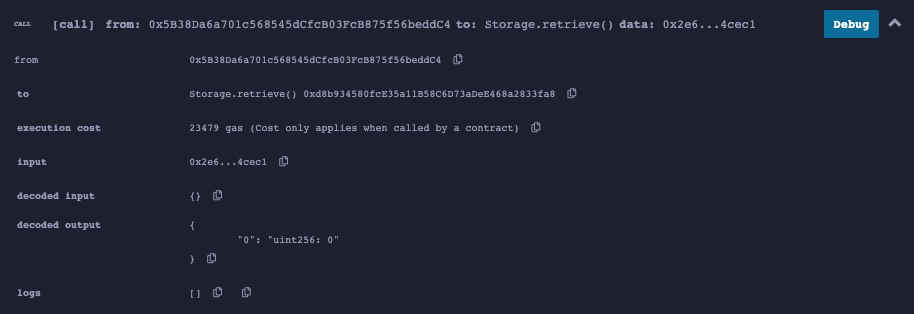 CALL [call] from: 0x5B38Da6a701c568545dCfcB03FcB875f56beddC4 to: Storage.retrieve() data: 0x2e6...4cec1 Debug
from 0x5B38Da6a701c568545dCfcB03FcB875f56beddC4
to Storage.retrieve() 0xd8b934580fcE35a11B58C6D73aDeE468a2833fa8
execution cost 23479 gas (Cost only applies when called by a contract)
input 0x2e6...4cec1
decoded input {}
decoded output {
"0": "uint256: 0"
}
logs []